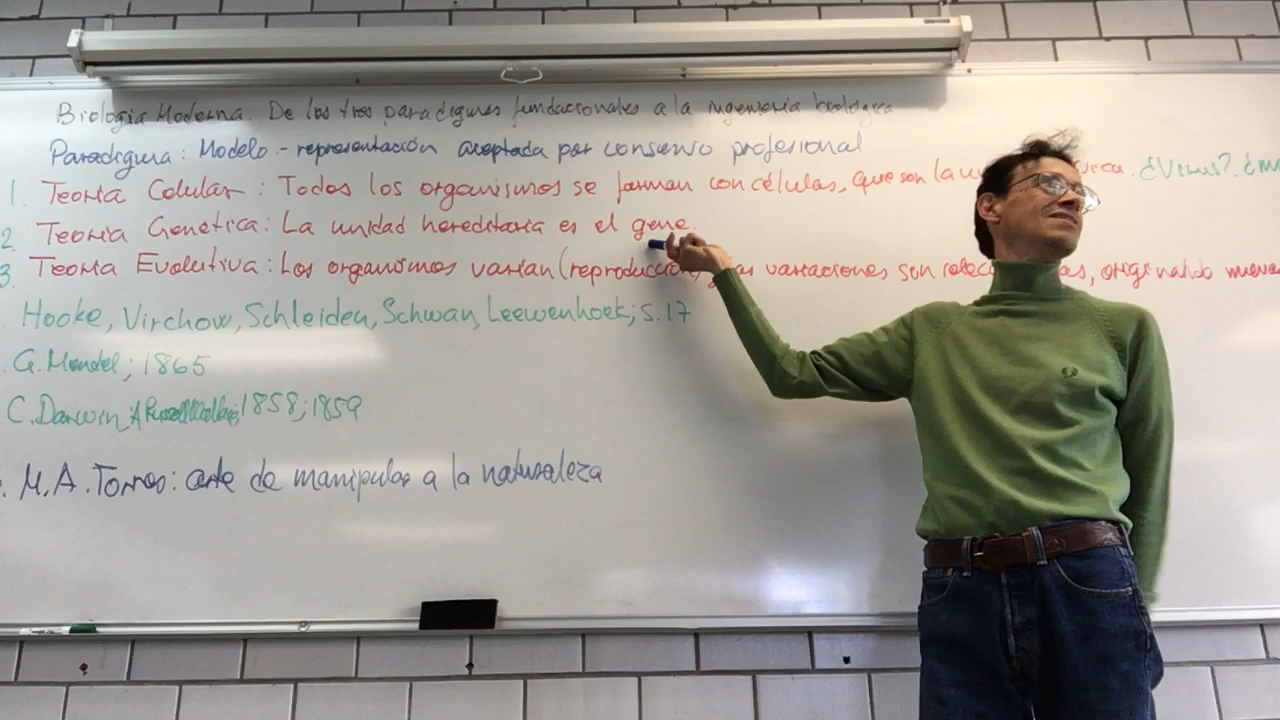 Biología Moderna. De los tres paradigmas fundacionales a la ingeniería biológica
Paradigma: Modelo - representación aceptada por consenso profesional
1. Teoría Celular: Todos los organismos se forman con células, que son la ¿Virus?
2 Teoría Genética: La unidad hereditaria es el gene.
3. Teoría Evolutiva: Los organismos varían (reproducción) las variaciones son originando
Hooke, Virchow, Schleiden, Schwan, Leewenhoek; S. 17
G. Mendel; 1865
C. Darwin, A Russell Wallace; 1858; 1859
M. A. Torres: arte de manipular a la naturaleza